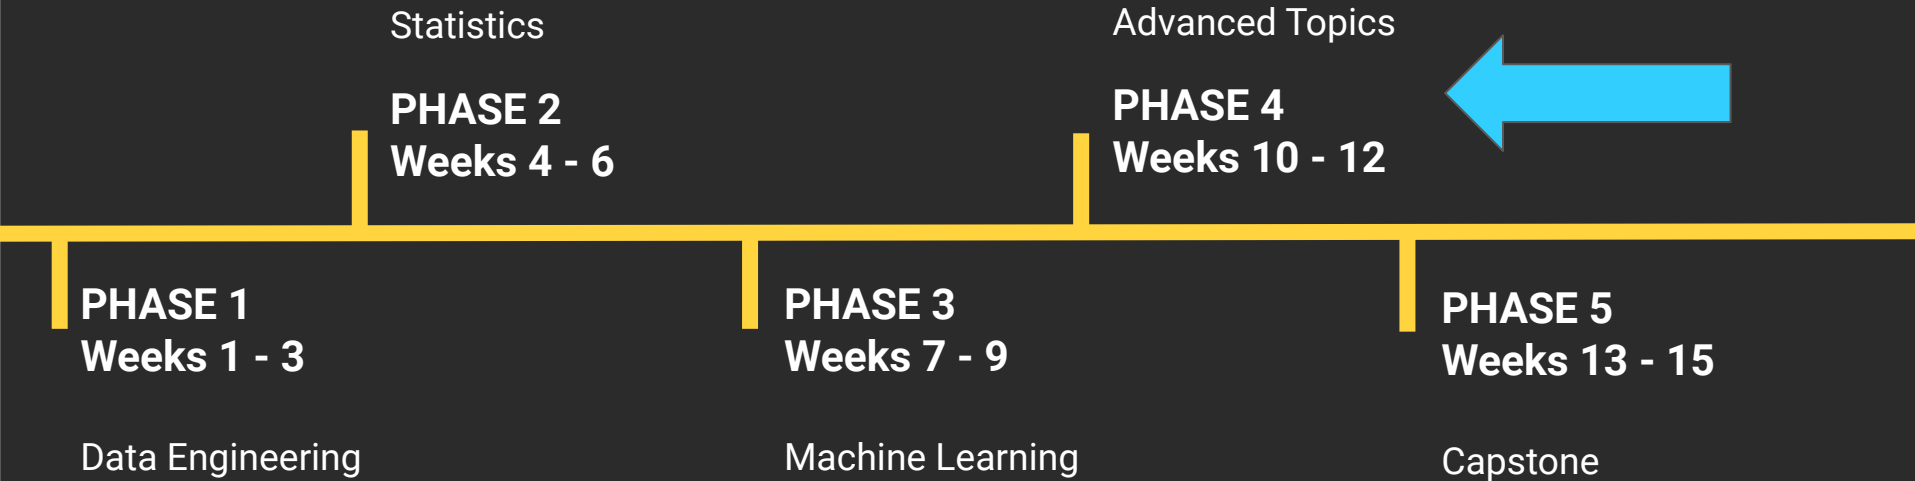 Statistics
PHASE 2
Weeks 4 - 6
Advanced Topics
PHASE 4
Weeks 10 - 12
PHASE 1
Weeks 1 - 3
Data Engineering
PHASE 3
Weeks 7 - 9
Machine Learning
PHASE 5
Weeks 13 - 15
Capstone